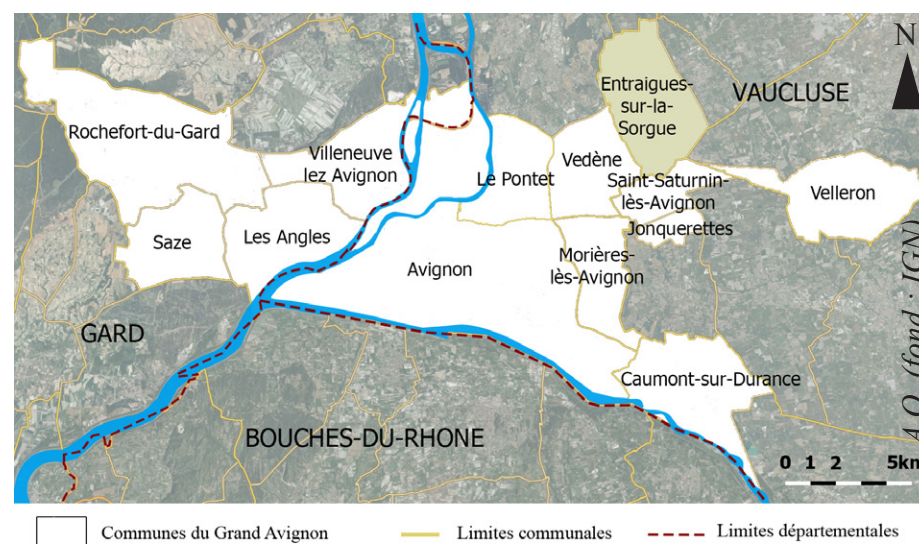 N
Entraigues-
sur-la-
Sorgue
VAUCLUSE
Rochefort-du-Gard
Villeneuve
lez Avignon
Vedène
Le Pontet
Saint-Saturnin-
lès-Avignon
Velleron
Jonquerettes
Saze
Les Angles
Avignon
Morières-
lès-Avignon
GARD
Caumont-sur-Durance
BOUCHES-DU-RHONE
A.O. (fond : IGN)
0 1 2 5km
Communes du Grand Avignon
Limites communales
Limites départementales